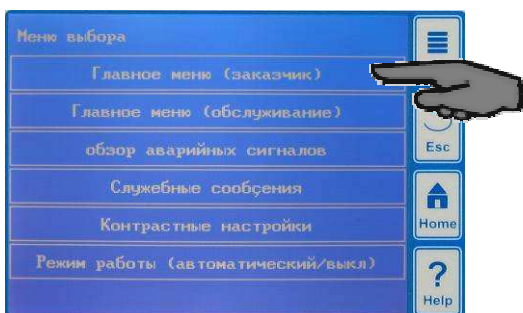 Меню выбора
Главное меню (заказчик)
Главное меню (обслуживание)
обзор аварийных сигналов
Служебные сообçения
Контрастные настройки
Режим работы (автоматический/выкл)
Esc
Home
?
Help